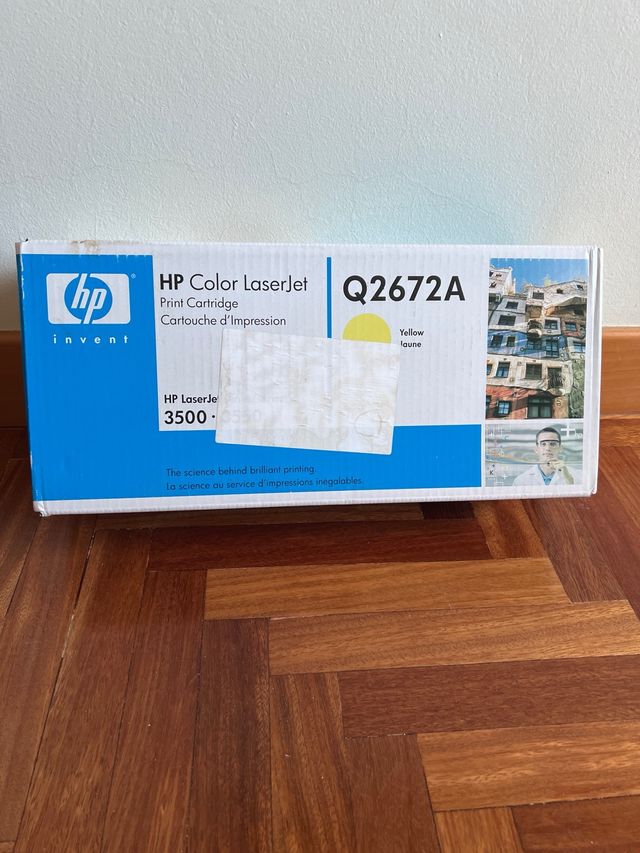 hp
invent
HP Color LaserJet
Print Cartridge
Cartouche d'Impression
Q2672A
Yellow
Jaune
HP LaserJet
3500 · 3550
The science behind brilliant printing.
La science au service d'impressions inégalables.